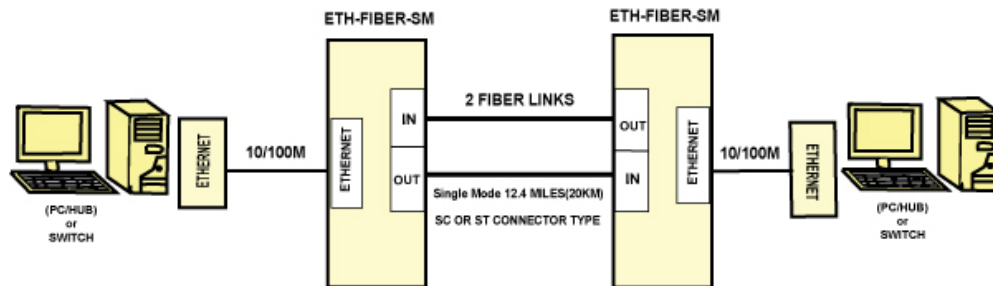 ETH-FIBER-SM
ETH-FIBER-SM
2 FIBER LINKS
IN
OUT
10/100M
10/100M
ETHERNET
ETHERNET
ETHERNET
ETHERNET
OUT
IN
Single Mode 12.4 MILES(20KM)
SC OR ST CONNECTOR TYPE
(PC/HUB)
or
SWITCH
(PC/HUB)
or
SWITCH